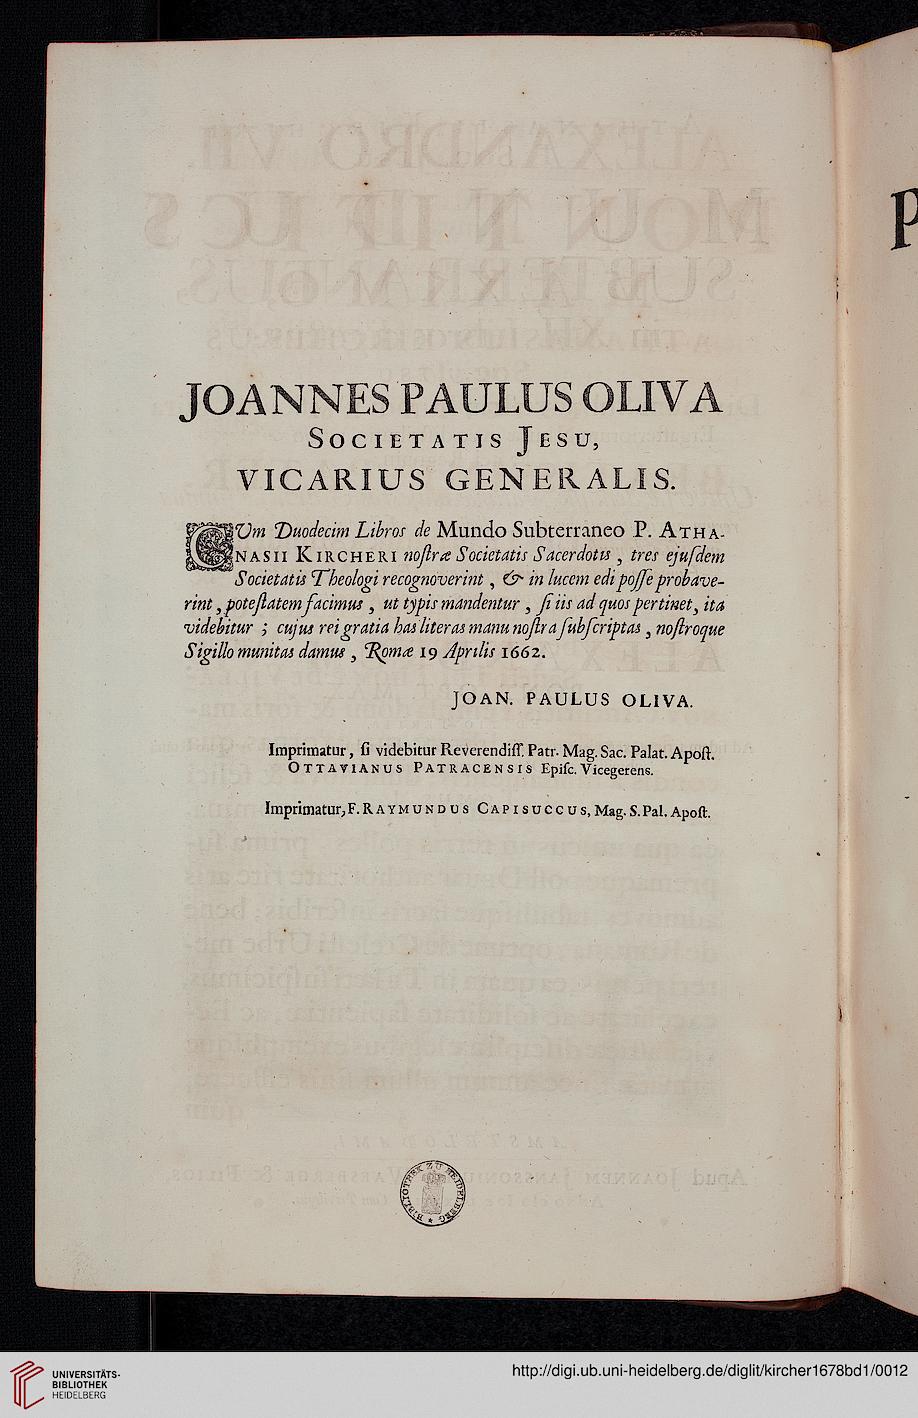 JOANNES PAULUS OLIVA
SOCIETATIS JESU,
VICARIUS GENERALIS.
CUm Duodecim Libros de Mundo Subterraneo P. ATHA-
NASII KIRCHERI noſtræ Societatis Sacerdotis, tres ejuſdem
Societatis Theologi recognoverint, & in lucem edi poſſe probave-
rint, poteſtatem facimus, ut typis mandentur, ſi iis ad quos pertinet, ita
videbitur; cujus rei gratia has literas manu noſtra ſubſcriptas, noſtroque
Sigillo munitas damus, Romæ 19 Aprilis 1662.
JOAN. PAULUS OLIVA.
Imprimatur, ſi videbitur Reverendiſſ. Patr. Mag. Sac. Palat. Apoſt.
OTTAVIANUS PATRACENSIS Epiſc. Vicegerens.
Imprimatur, F. RAYMUNDUS CAPISUCCUS, Mag. S. Pal. Apoſt.
BIBLIOTHEK ZU HEIDELBERG
P
UNIVERSITÄTS-
BIBLIOTHEK
HEIDELBERG
http://digi.ub.uni-heidelberg.de/diglit/kircher1678bd1/0012